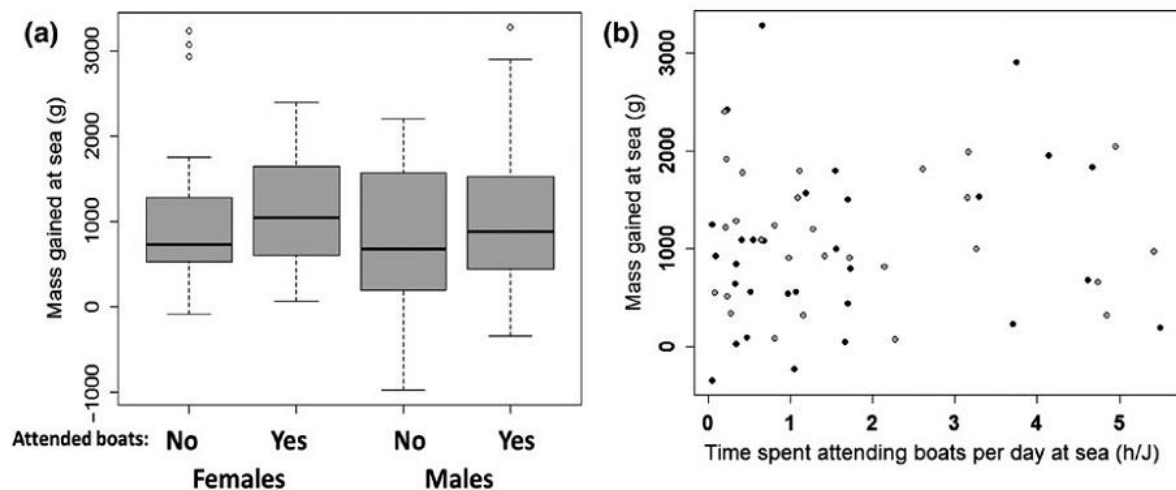 (a)
Mass gained at sea (g)
3000
2000
1000
0
-1000
Attended boats: No Yes No Yes
Females Males
(b)
Mass gained at sea (g)
3000
2000
1000
0
0 1 2 3 4 5
Time spent attending boats per day at sea (h/J)